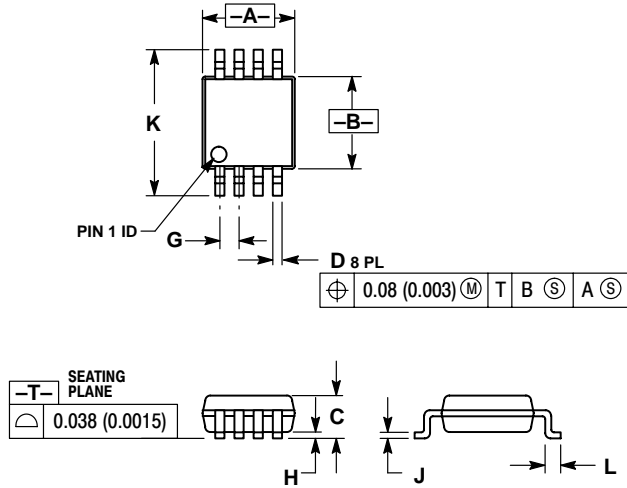 –A–
K
–B–
PIN 1 ID
G
D 8 PL
⌖ 0.08 (0.003) Ⓜ T B Ⓢ A Ⓢ
–T– SEATING
PLANE
⌓ 0.038 (0.0015)
C
H
J
L